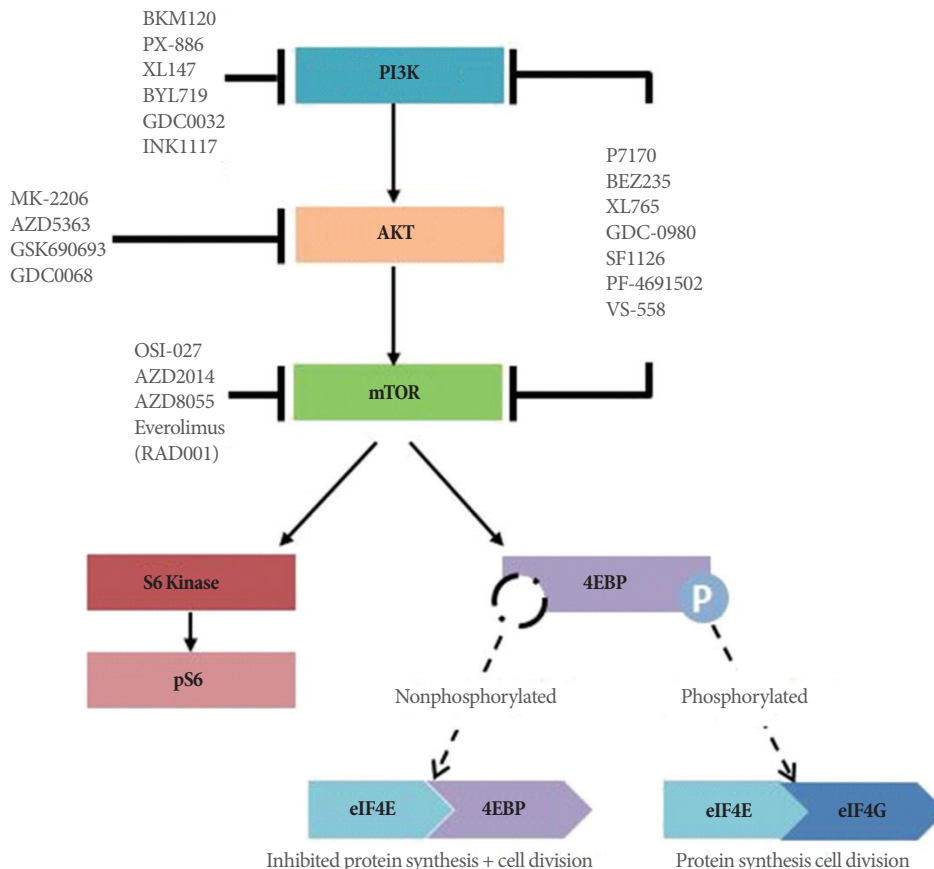 BKM120
PX-886
XL147
BYL719
GDC0032
INK1117
PI3K
P7170
BEZ235
XL765
GDC-0980
SF1126
PF-4691502
VS-558
MK-2206
AZD5363
GSK690693
GDC0068
AKT
OSI-027
AZD2014
AZD8055
Everolimus
(RAD001)
mTOR
S6 Kinase
4EBP
P
pS6
Nonphosphorylated
Phosphorylated
eIF4E
4EBP
eIF4E
eIF4G
Inhibited protein synthesis + cell division
Protein synthesis cell division